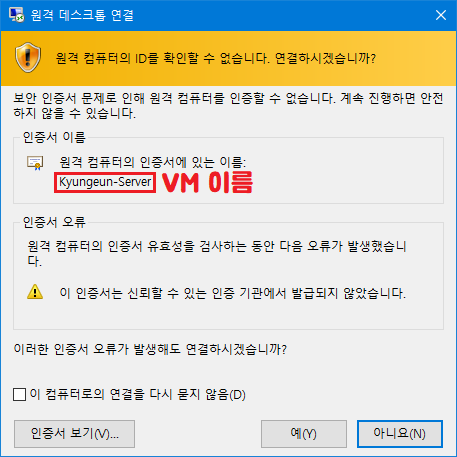 원격 데스크톱 연결
원격 컴퓨터의 ID를 확인할 수 없습니다. 연결하시겠습니까?
보안 인증서 문제로 인해 원격 컴퓨터를 인증할 수 없습니다. 계속 진행하면 안전
하지 않을 수 있습니다.
인증서 이름
원격 컴퓨터의 인증서에 있는 이름:
Kyungeun-Server VM 이름
인증서 오류
원격 컴퓨터의 인증서 유효성을 검사하는 동안 다음 오류가 발생했습니
다.
이 인증서는 신뢰할 수 있는 인증 기관에서 발급되지 않았습니다.
이러한 인증서 오류가 발생해도 연결하시겠습니까?
이 컴퓨터로의 연결을 다시 묻지 않음(D)
인증서 보기(V)... 예(Y) 아니요(N)